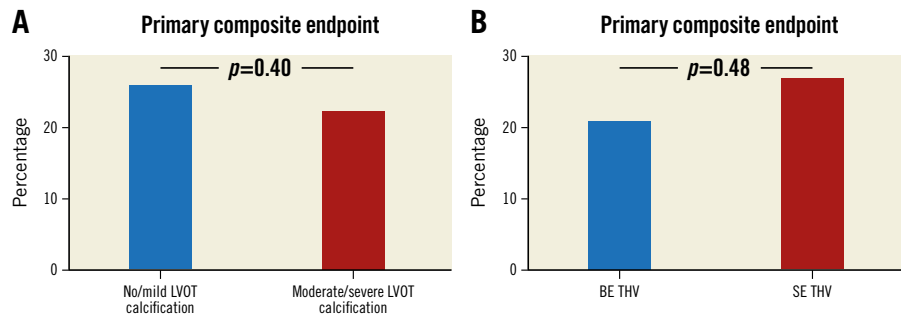 A
Primary composite endpoint
Percentage
30
20
10
0
p=0.40
No/mild LVOT
calcification
Moderate/severe LVOT
calcification
B
Primary composite endpoint
Percentage
30
20
10
0
p=0.48
BE THV
SE THV